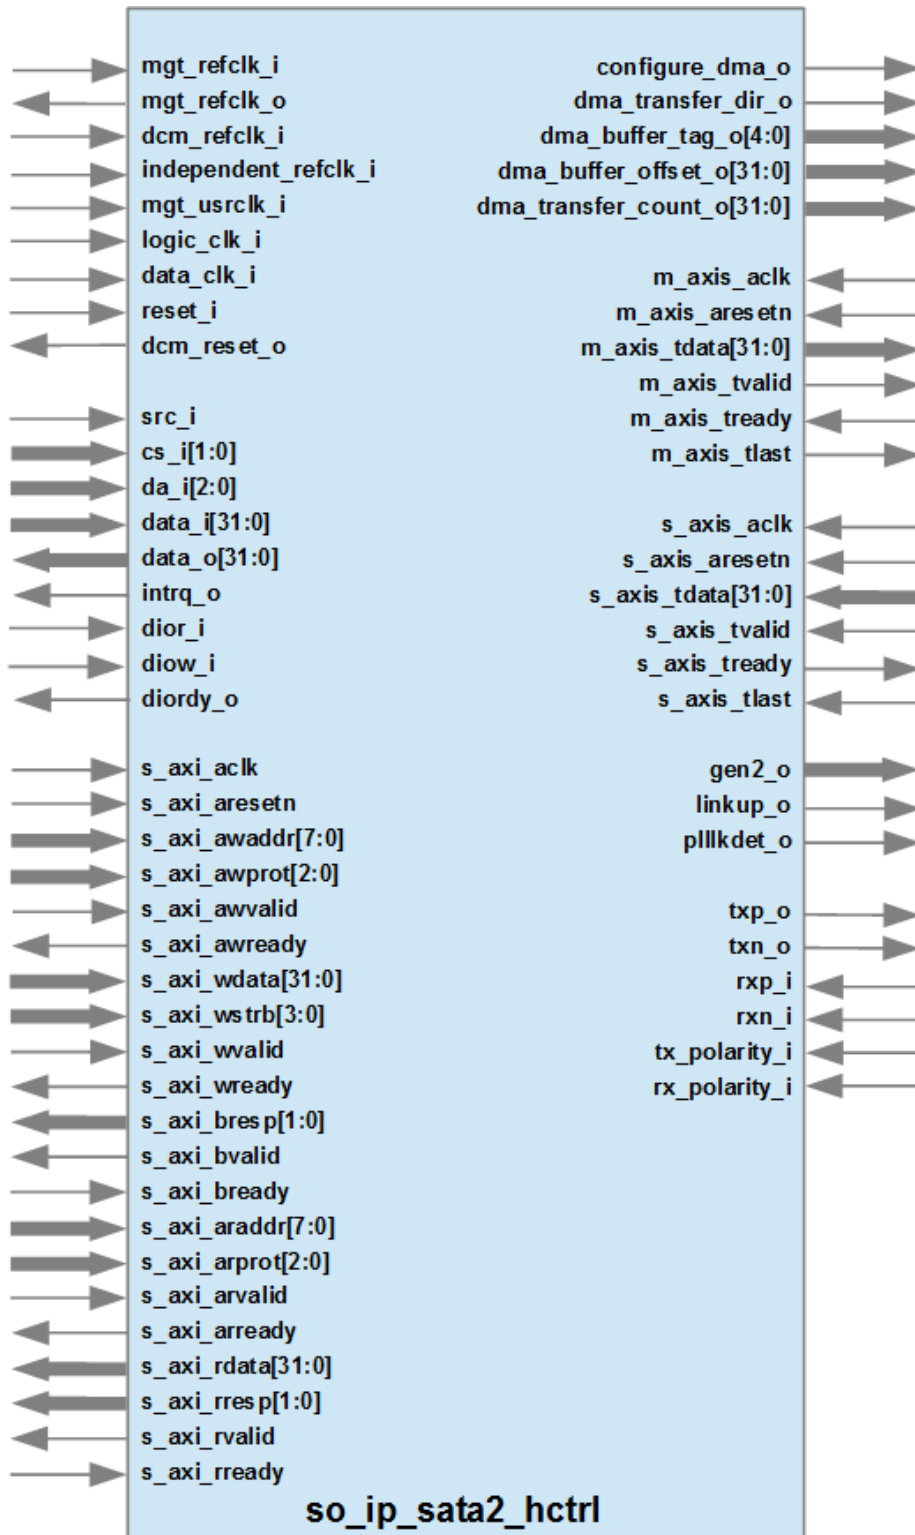 mgt_refclk_i
mgt_refclk_o
dcm_refclk_i
independent_refclk_i
mgt_usrclk_i
logic_clk_i
data_clk_i
reset_i
dcm_reset_o
src_i
cs_i[1:0]
da_i[2:0]
data_i[31:0]
data_o[31:0]
intrq_o
dior_i
diow_i
diordy_o
s_axi_aclk
s_axi_aresetn
s_axi_awaddr[7:0]
s_axi_awprot[2:0]
s_axi_awvalid
s_axi_awready
s_axi_wdata[31:0]
s_axi_wstrb[3:0]
s_axi_wvalid
s_axi_wready
s_axi_bresp[1:0]
s_axi_bvalid
s_axi_bready
s_axi_araddr[7:0]
s_axi_arprot[2:0]
s_axi_arvalid
s_axi_arready
s_axi_rdata[31:0]
s_axi_rresp[1:0]
s_axi_rvalid
s_axi_rready
configure_dma_o
dma_transfer_dir_o
dma_buffer_tag_o[4:0]
dma_buffer_offset_o[31:0]
dma_transfer_count_o[31:0]
m_axis_aclk
m_axis_aresetn
m_axis_tdata[31:0]
m_axis_tvalid
m_axis_tready
m_axis_tlast
s_axis_aclk
s_axis_aresetn
s_axis_tdata[31:0]
s_axis_tvalid
s_axis_tready
s_axis_tlast
gen2_o
linkup_o
plllkdet_o
txp_o
txn_o
rxp_i
rxn_i
tx_polarity_i
rx_polarity_i
so_ip_sata2_hctrl